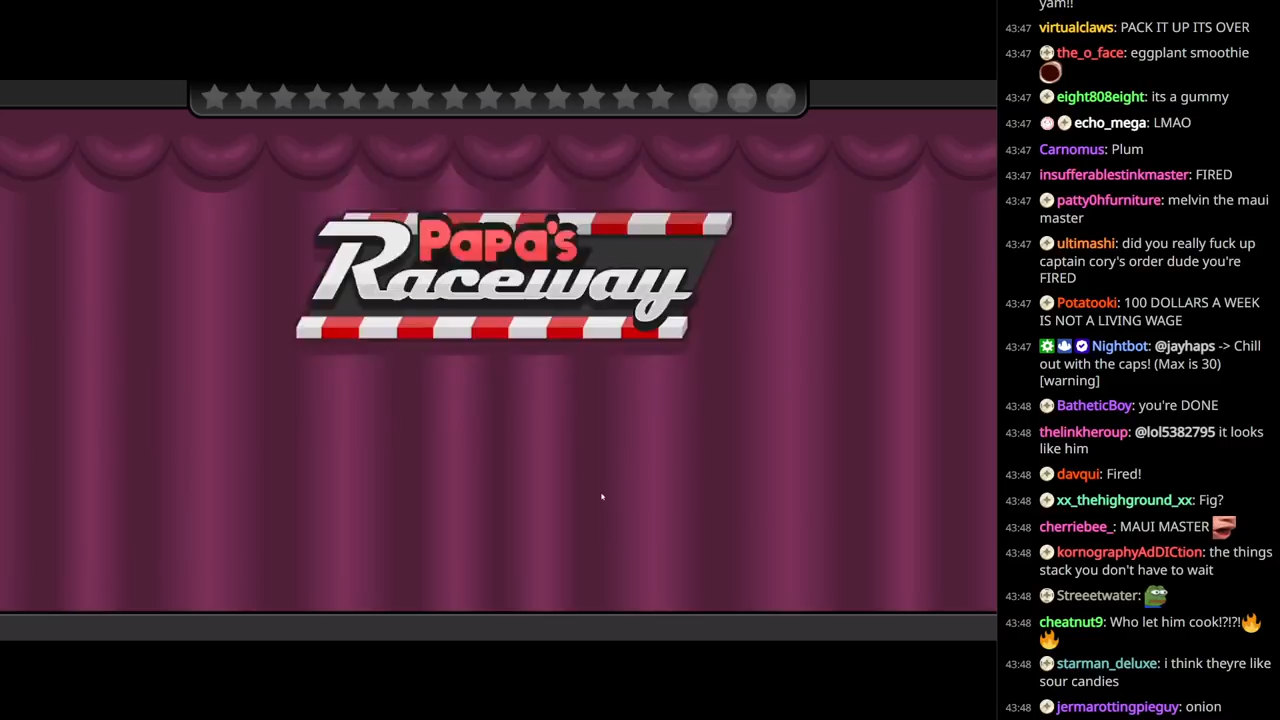 Papa's
Raceway
yam!!
43:47 virtualclaws: PACK IT UP ITS OVER
43:47 the_o_face: eggplant smoothie
43:47 eight808eight: its a gummy
43:47 echo_mega: LMAO
43:47 Carnomus: Plum
43:47 insufferablestinkmaster: FIRED
43:47 patty0hfurniture: melvin the maui
master
43:47 ultimashi: did you really fuck up
captain cory's order dude you're
FIRED
43:47 Potatooki: 100 DOLLARS A WEEK
IS NOT A LIVING WAGE
43:47 Nightbot: @jayhaps -> Chill
out with the caps! (Max is 30)
[warning]
43:48 BatheticBoy: you're DONE
43:48 thelinkheroup: @lol5382795 it looks
like him
43:48 davqui: Fired!
43:48 xx_thehighground_xx: Fig?
43:48 cherriebee_: MAUI MASTER
43:48 kornographyAdDICtion: the things
stack you don't have to wait
43:48 Streeetwater:
43:48 cheatnut9: Who let him cook!?!?!
43:48 starman_deluxe: i think theyre like
sour candies
43:48 jermarottingpieguy: onion